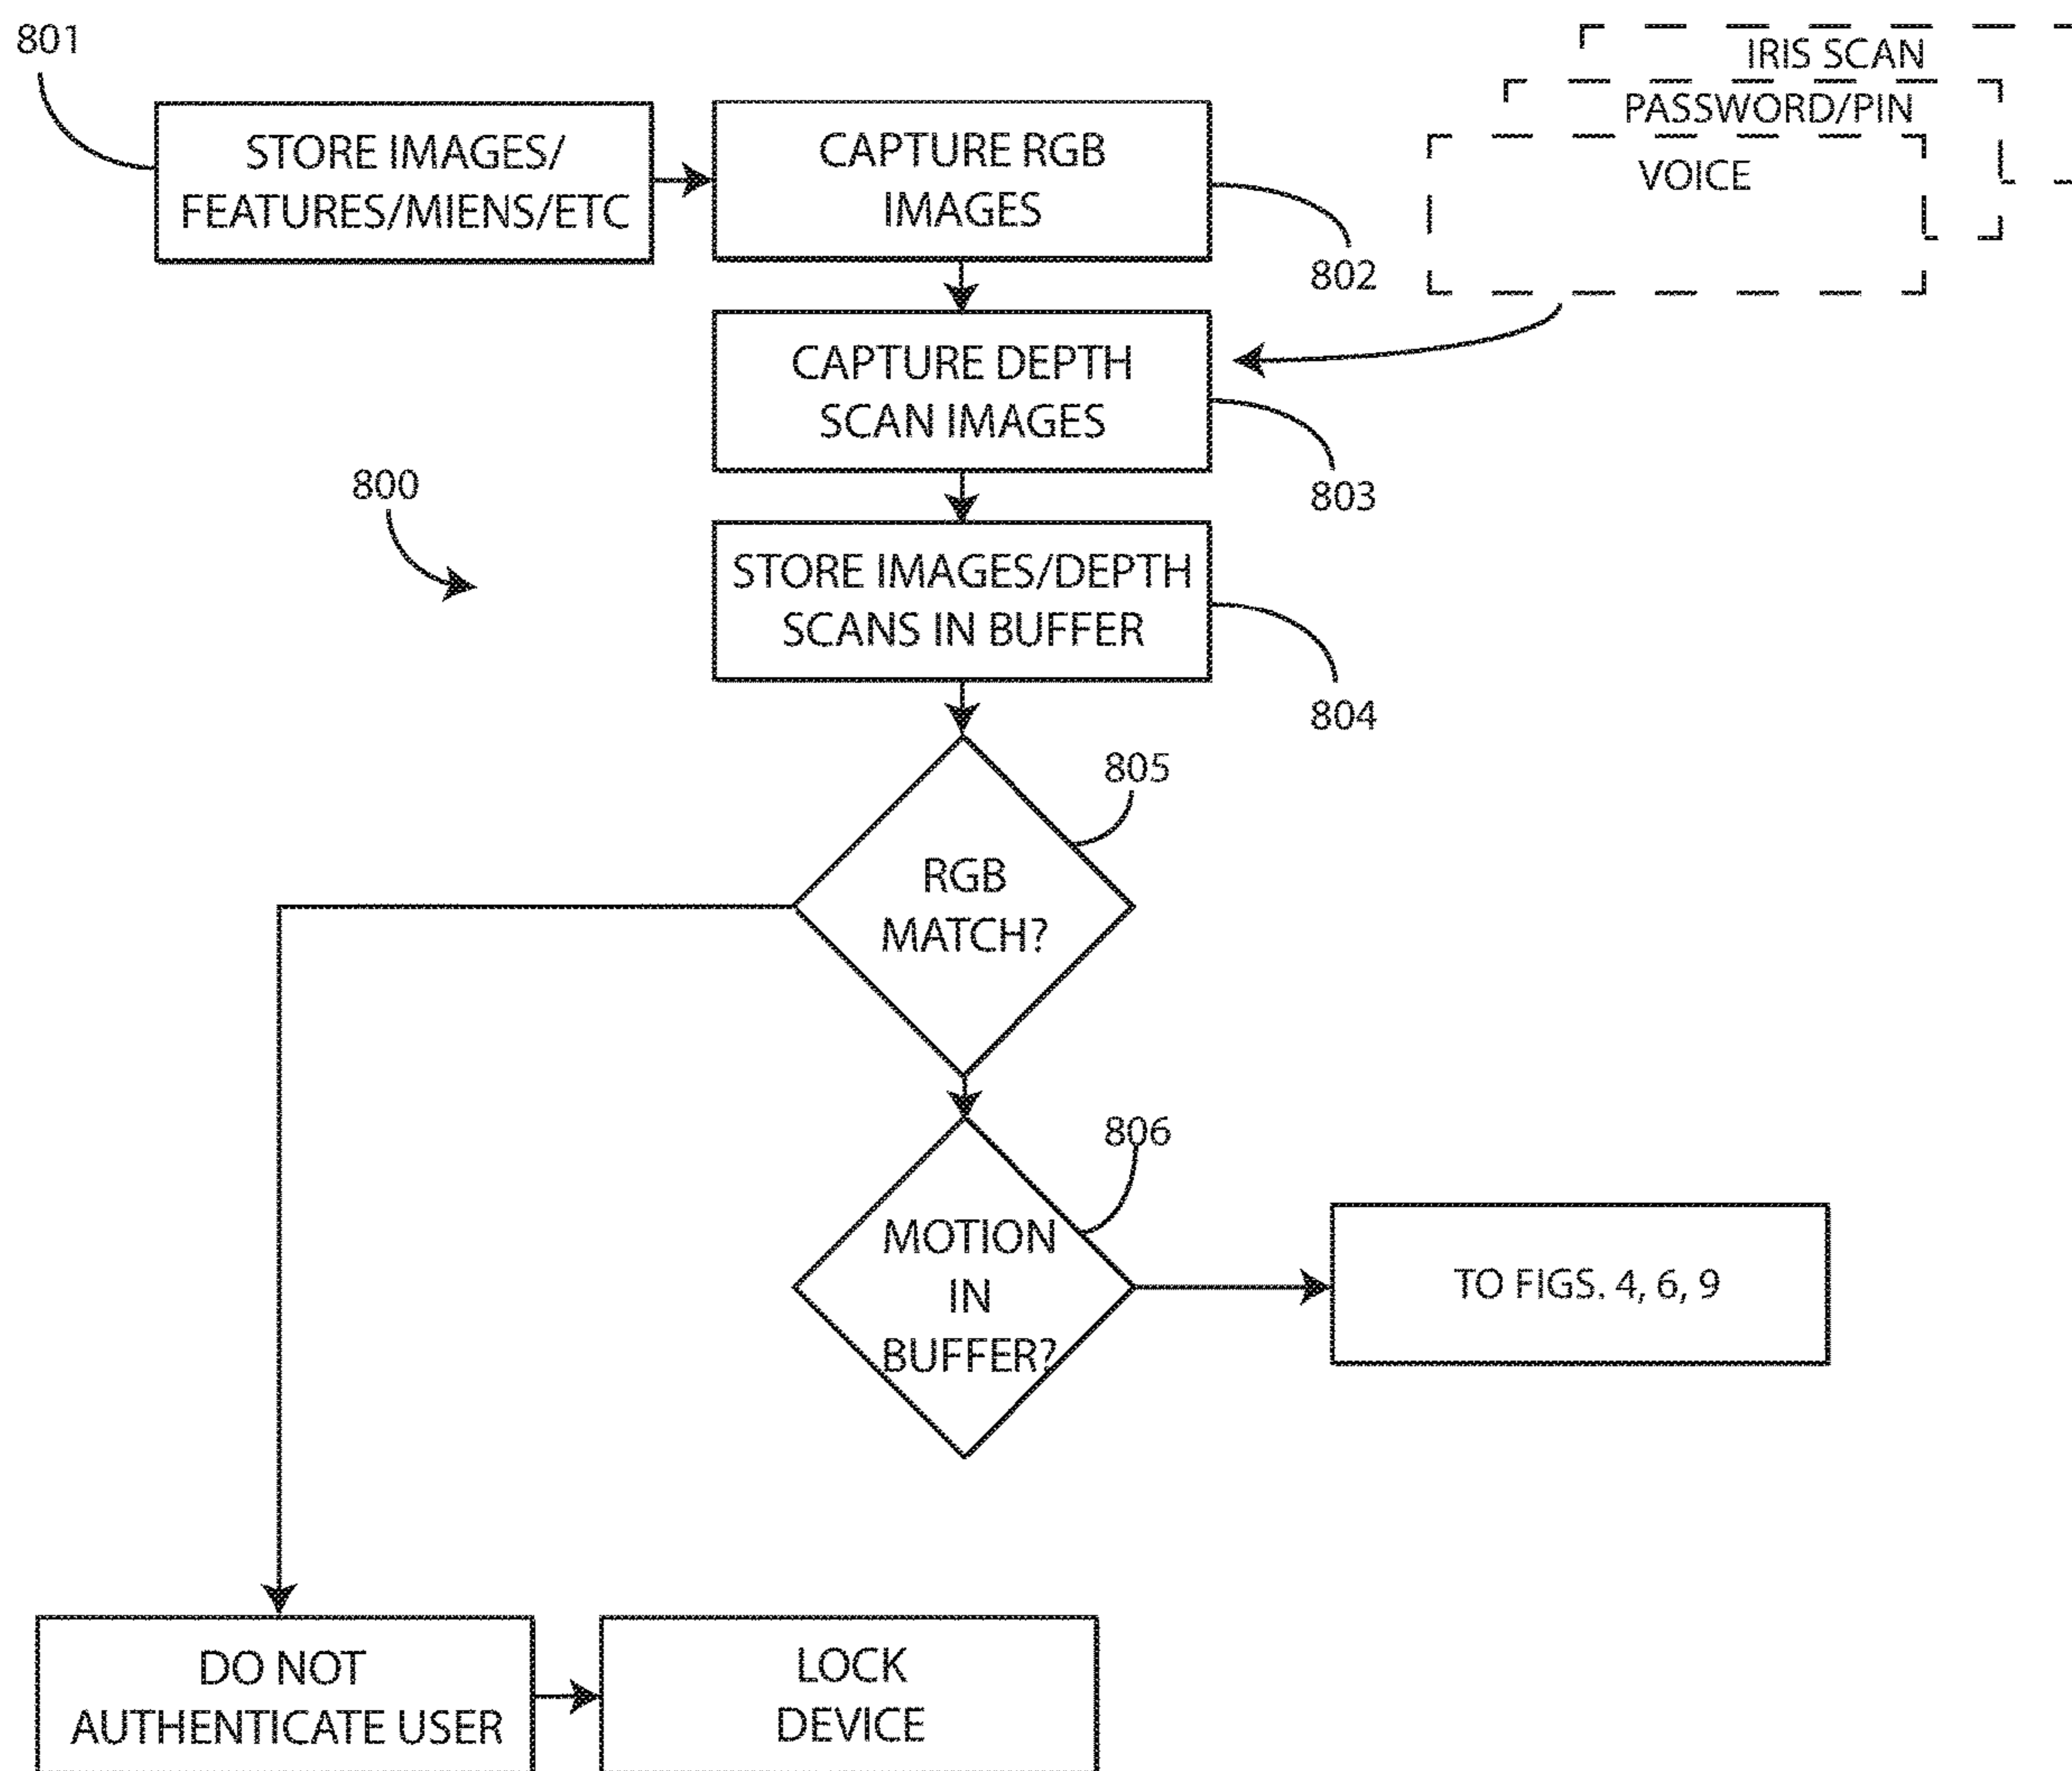 801
IRIS SCAN
PASSWORD/PIN
VOICE
STORE IMAGES/
FEATURES/MIENS/ETC
CAPTURE RGB
IMAGES
802
CAPTURE DEPTH
SCAN IMAGES
803
800
STORE IMAGES/DEPTH
SCANS IN BUFFER
804
805
RGB
MATCH?
806
MOTION
IN
BUFFER?
TO FIGS. 4, 6, 9
DO NOT
AUTHENTICATE USER
LOCK
DEVICE